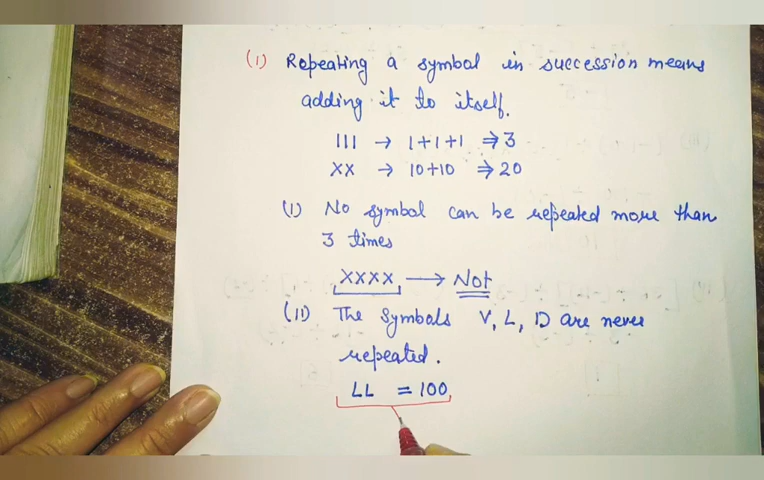 (1) Repeating a symbol in succession means
adding it to itself.
III → 1+1+1 ⇒ 3
XX → 10+10 ⇒ 20
(I) No symbol can be repeated more than
3 times
XXXX → Not
(II) The Symbols V, L, D are never
repeated.
LL = 100